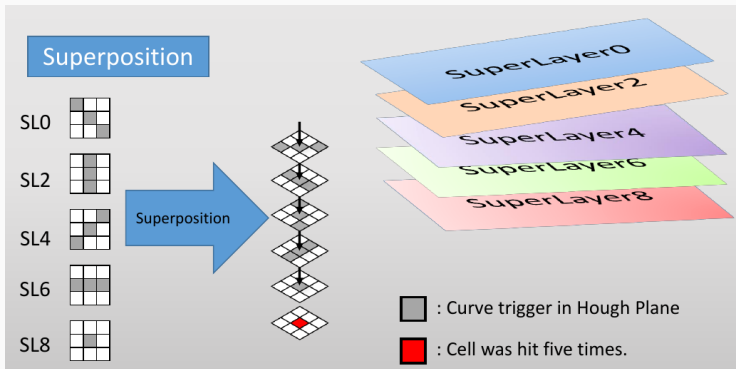 Superposition
SL0
SL2
SL4
SL6
SL8
Superposition
SuperLayer0
SuperLayer2
SuperLayer4
SuperLayer6
SuperLayer8
: Curve trigger in Hough Plane
: Cell was hit five times.